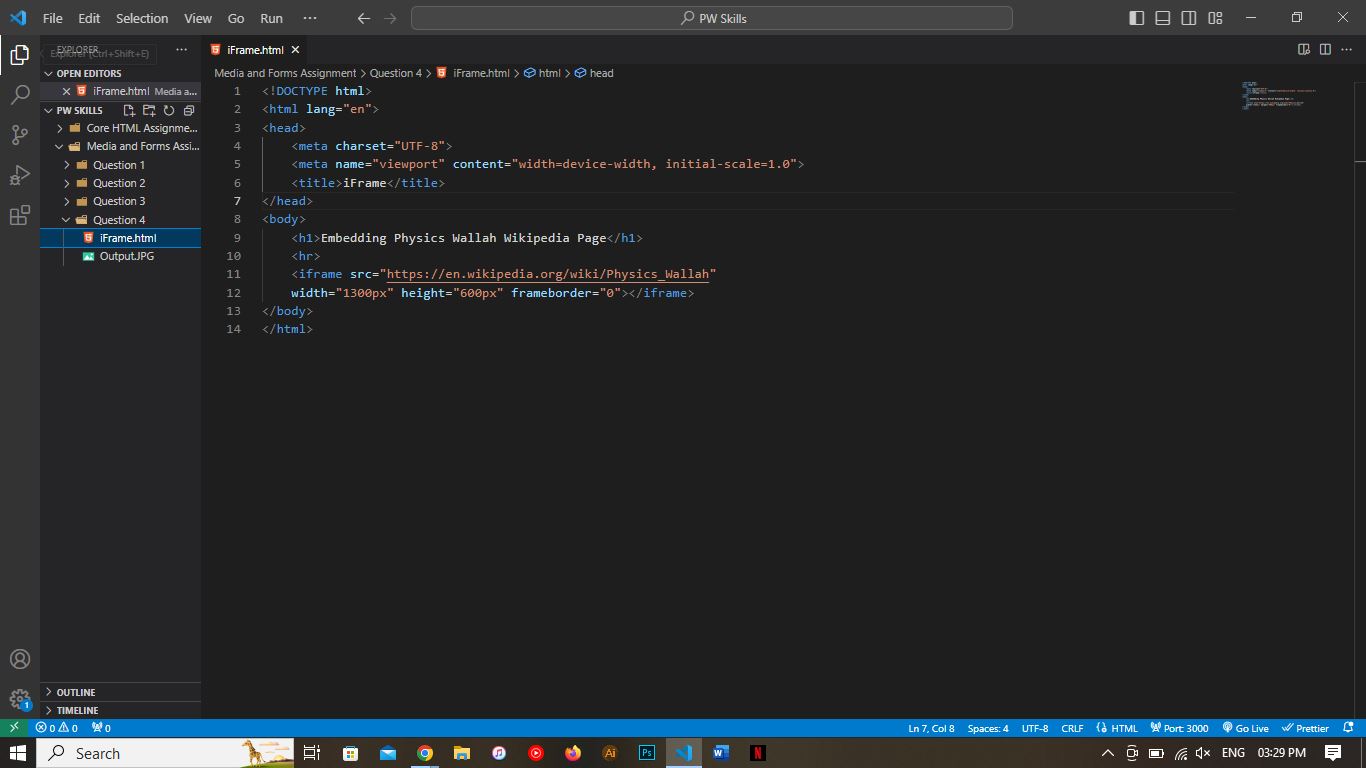 File Edit Selection View Go Run ··· PW Skills
EXPLORER ···
Explorer (Ctrl+Shift+E)
OPEN EDITORS
iFrame.html Media a...
PW SKILLS
Core HTML Assignme...
Media and Forms Assi...
Question 1
Question 2
Question 3
Question 4
iFrame.html
Output.JPG
OUTLINE
TIMELINE
iFrame.html
Media and Forms Assignment > Question 4 > iFrame.html > html > head
1 <!DOCTYPE html>
2 <html lang="en">
3 <head>
4 <meta charset="UTF-8">
5 <meta name="viewport" content="width=device-width, initial-scale=1.0">
6 <title>iFrame</title>
7 </head>
8 <body>
9 <h1>Embedding Physics Wallah Wikipedia Page</h1>
10 <hr>
11 <iframe src="https://en.wikipedia.org/wiki/Physics_Wallah"
12 width="1300px" height="600px" frameborder="0"></iframe>
13 </body>
14 </html>
1
0 0 0 Ln 7, Col 8 Spaces: 4 UTF-8 CRLF HTML Port: 3000 Go Live Prettier
Search Ai Ps W N ENG 03:29 PM